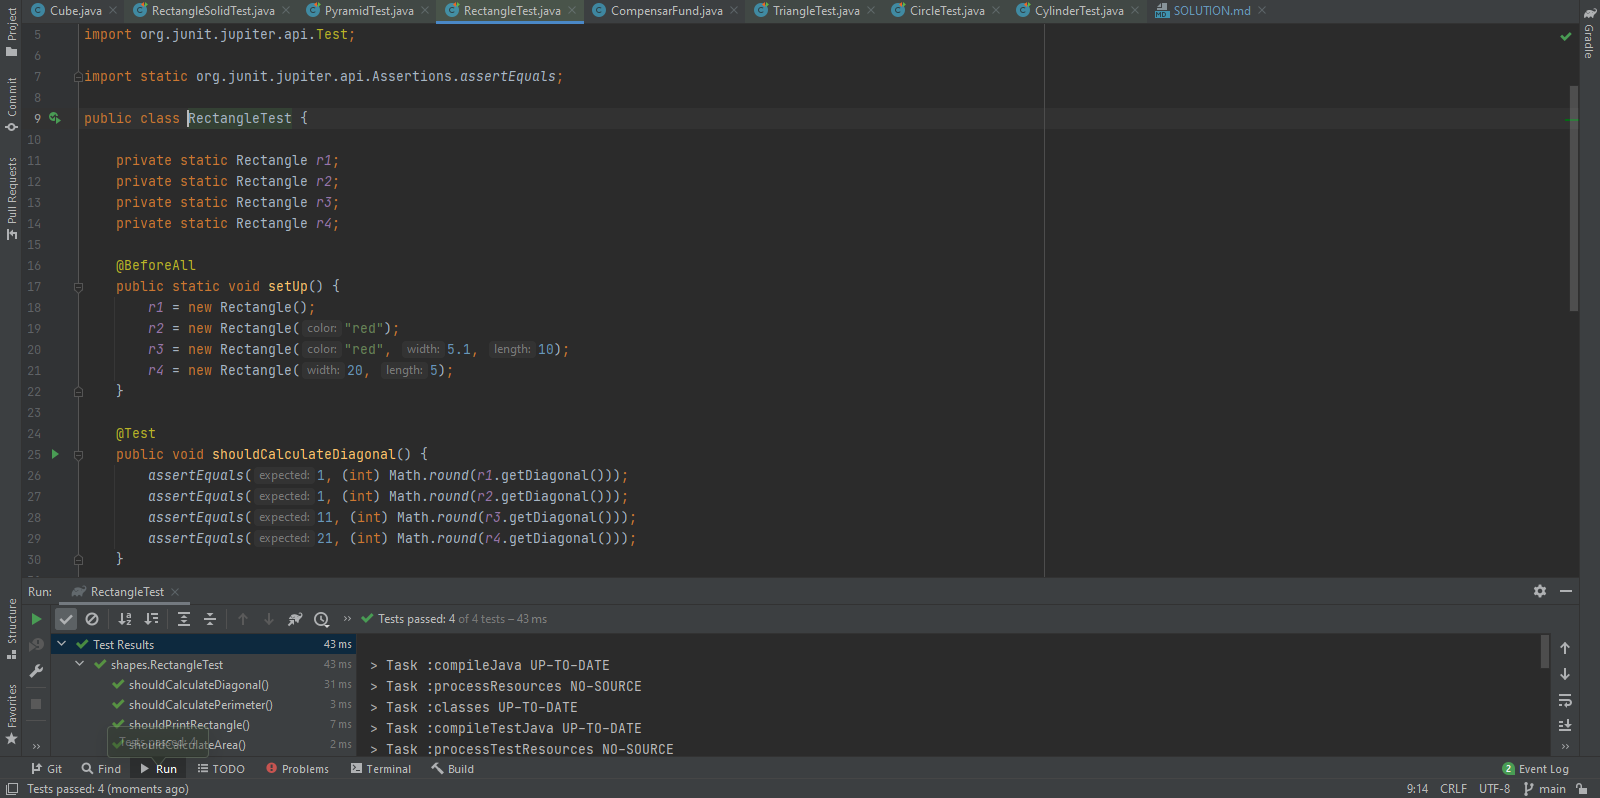 Cube.java RectangleSolidTest.java PyramidTest.java RectangleTest.java CompensarFund.java TriangleTest.java CircleTest.java CylinderTest.java SOLUTION.md
Project
Commit
Pull Requests
Structure
Favorites
Gradle
5 import org.junit.jupiter.api.Test;
6
7 import static org.junit.jupiter.api.Assertions.assertEquals;
8
9 public class RectangleTest {
10
11 private static Rectangle r1;
12 private static Rectangle r2;
13 private static Rectangle r3;
14 private static Rectangle r4;
15
16 @BeforeAll
17 public static void setUp() {
18 r1 = new Rectangle();
19 r2 = new Rectangle( color: "red");
20 r3 = new Rectangle( color: "red", width: 5.1, length: 10);
21 r4 = new Rectangle( width: 20, length: 5);
22 }
23
24 @Test
25 public void shouldCalculateDiagonal() {
26 assertEquals( expected: 1, (int) Math.round(r1.getDiagonal()));
27 assertEquals( expected: 1, (int) Math.round(r2.getDiagonal()));
28 assertEquals( expected: 11, (int) Math.round(r3.getDiagonal()));
29 assertEquals( expected: 21, (int) Math.round(r4.getDiagonal()));
30 }
Run: RectangleTest
Tests passed: 4 of 4 tests – 43 ms
Test Results 43 ms
shapes.RectangleTest 43 ms
shouldCalculateDiagonal() 31 ms
shouldCalculatePerimeter() 3 ms
shouldPrintRectangle() 7 ms
shouldCalculateArea() 2 ms
Tests passed: 4
> Task :compileJava UP-TO-DATE
> Task :processResources NO-SOURCE
> Task :classes UP-TO-DATE
> Task :compileTestJava UP-TO-DATE
> Task :processTestResources NO-SOURCE
Git Find Run TODO Problems Terminal Build 2 Event Log
Tests passed: 4 (moments ago) 9:14 CRLF UTF-8 main